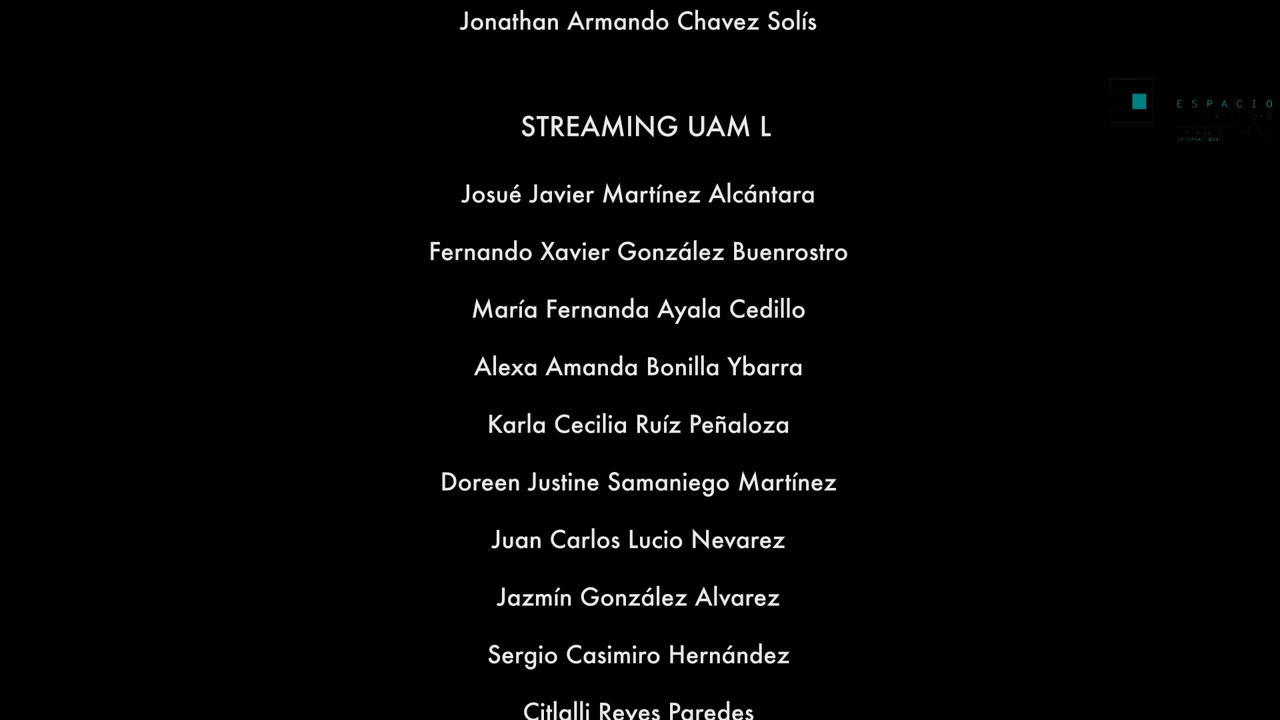 Jonathan Armando Chavez Solís
STREAMING UAM L
ESPACIO
Josué Javier Martínez Alcántara
Fernando Xavier González Buenrostro
María Fernanda Ayala Cedillo
Alexa Amanda Bonilla Ybarra
Karla Cecilia Ruíz Peñaloza
Doreen Justine Samaniego Martínez
Juan Carlos Lucio Nevarez
Jazmín González Alvarez
Sergio Casimiro Hernández
Citlalli Reyes Paredes